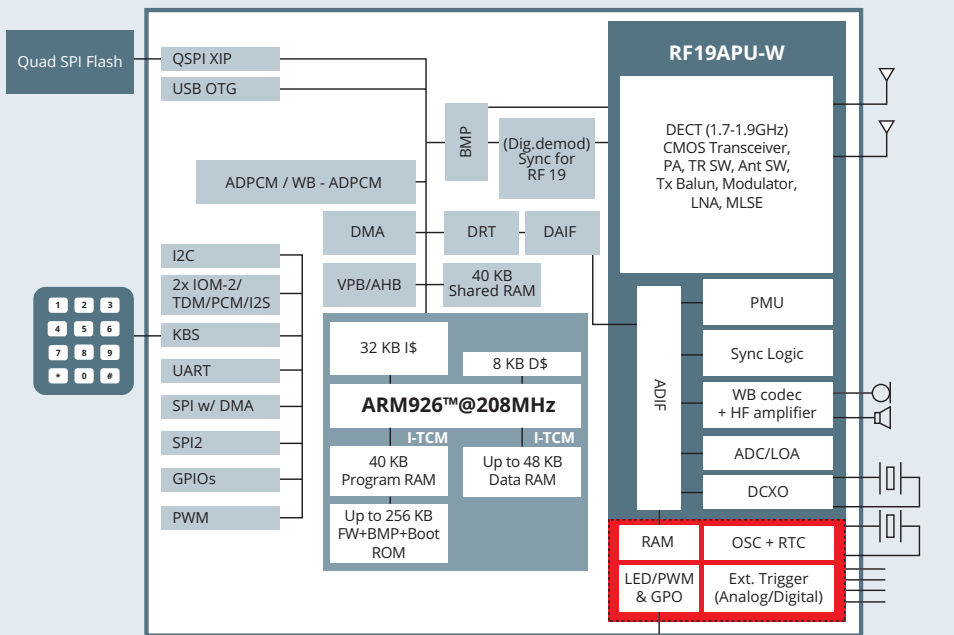 Quad SPI Flash
QSPI XIP
USB OTG
BMP
(Dig.demod)
Sync for
RF 19
ADPCM / WB - ADPCM
DMA
DRT
DAIF
VPB/AHB
40 KB
Shared RAM
I2C
2x IOM-2/
TDM/PCM/I2S
KBS
UART
SPI w/ DMA
SPI2
GPIOs
PWM
1 2 3
4 5 6
7 8 9
* 0 #
32 KB I$
8 KB D$
ARM926™@208MHz
I-TCM
I-TCM
40 KB
Program RAM
Up to 48 KB
Data RAM
Up to 256 KB
FW+BMP+Boot
ROM
RF19APU-W
DECT (1.7-1.9GHz)
CMOS Transceiver,
PA, TR SW, Ant SW,
Tx Balun, Modulator,
LNA, MLSE
ADIF
PMU
Sync Logic
WB codec
+ HF amplifier
ADC/LOA
DCXO
RAM
OSC + RTC
LED/PWM
& GPO
Ext. Trigger
(Analog/Digital)